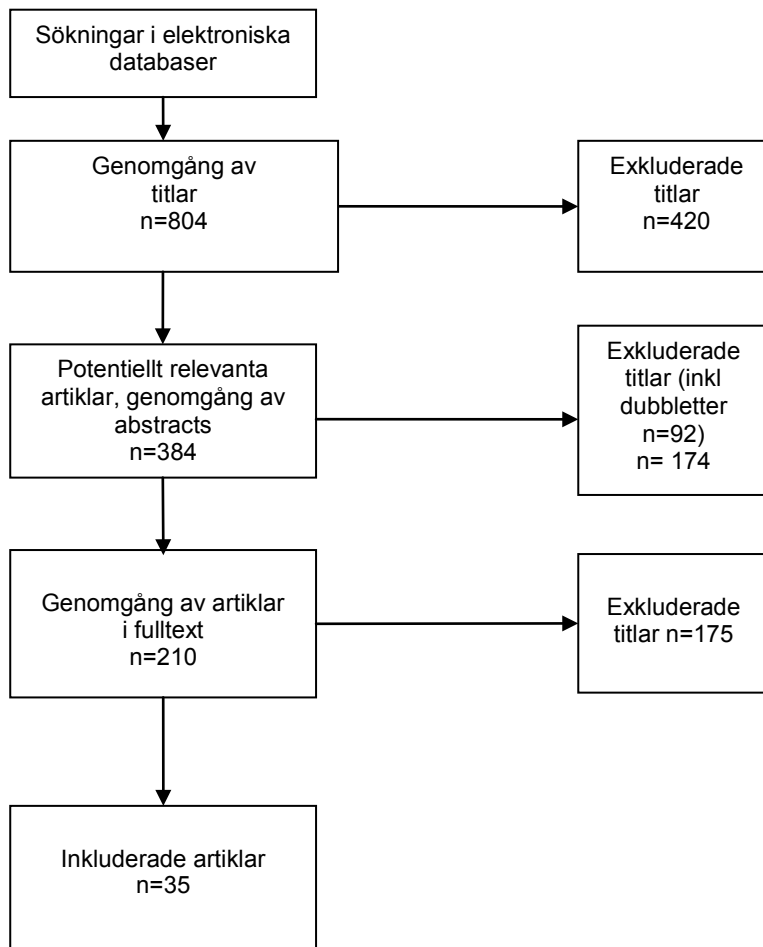 Sökningar i elektroniska
databaser
Genomgång av
titlar
n=804
Exkluderade
titlar
n=420
Potentiellt relevanta
artiklar, genomgång av
abstracts
n=384
Exkluderade
titlar (inkl
dubbletter
n=92)
n= 174
Genomgång av artiklar
i fulltext
n=210
Exkluderade
titlar n=175
Inkluderade artiklar
n=35